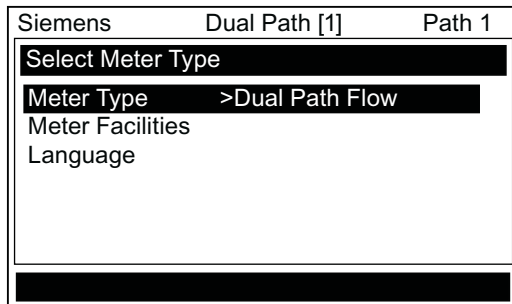 Siemens Dual Path [1] Path 1
Select Meter Type
Meter Type >Dual Path Flow
Meter Facilities
Language